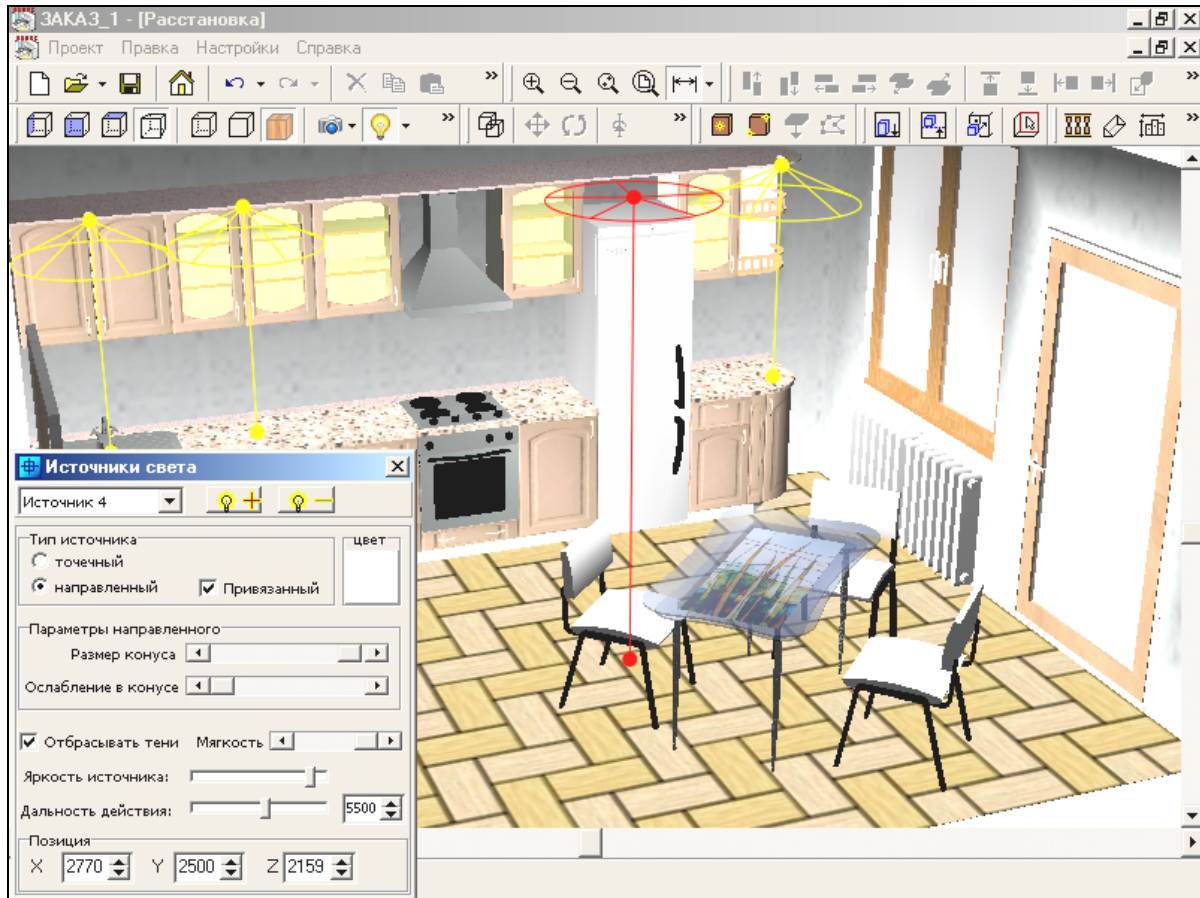 ЗАКАЗ_1 - [Расстановка]
Проект Правка Настройки Справка
Источники света
Источник 4
Тип источника
цвет
точечный
направленный
Привязанный
Параметры направленного
Размер конуса
Ослабление в конусе
Отбрасывать тени Мягкость
Яркость источника:
Дальность действия: 5500
Позиция
X 2770 Y 2500 Z 2159